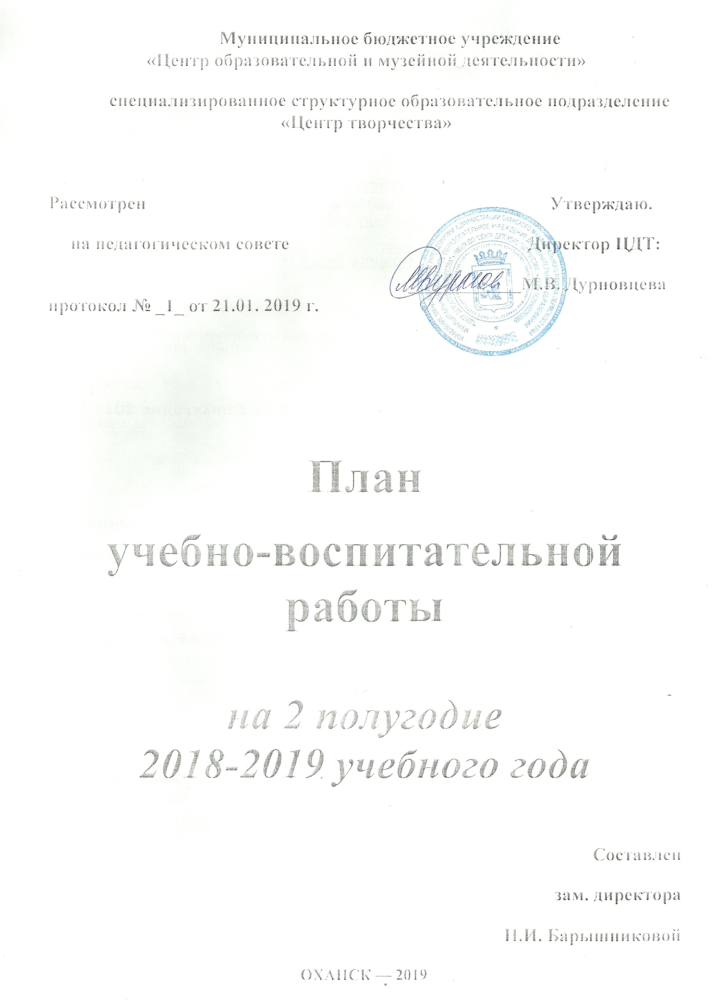 Муниципальное бюджетное учреждение
«Центр образовательной и музейной деятельности»
специализированное структурное образовательное подразделение
«Центр творчества»
Рассмотрен
на педагогическом совете
протокол № _1_ от 21.01. 2019 г.
Утверждаю.
Директор ЦДТ:
М.В. Дурновцева
План
учебно-воспитательной
работы
на 2 полугодие
2018-2019 учебного года
Составлен
зам. директора
Н.И. Барышниковой
ОХАНСК — 2019